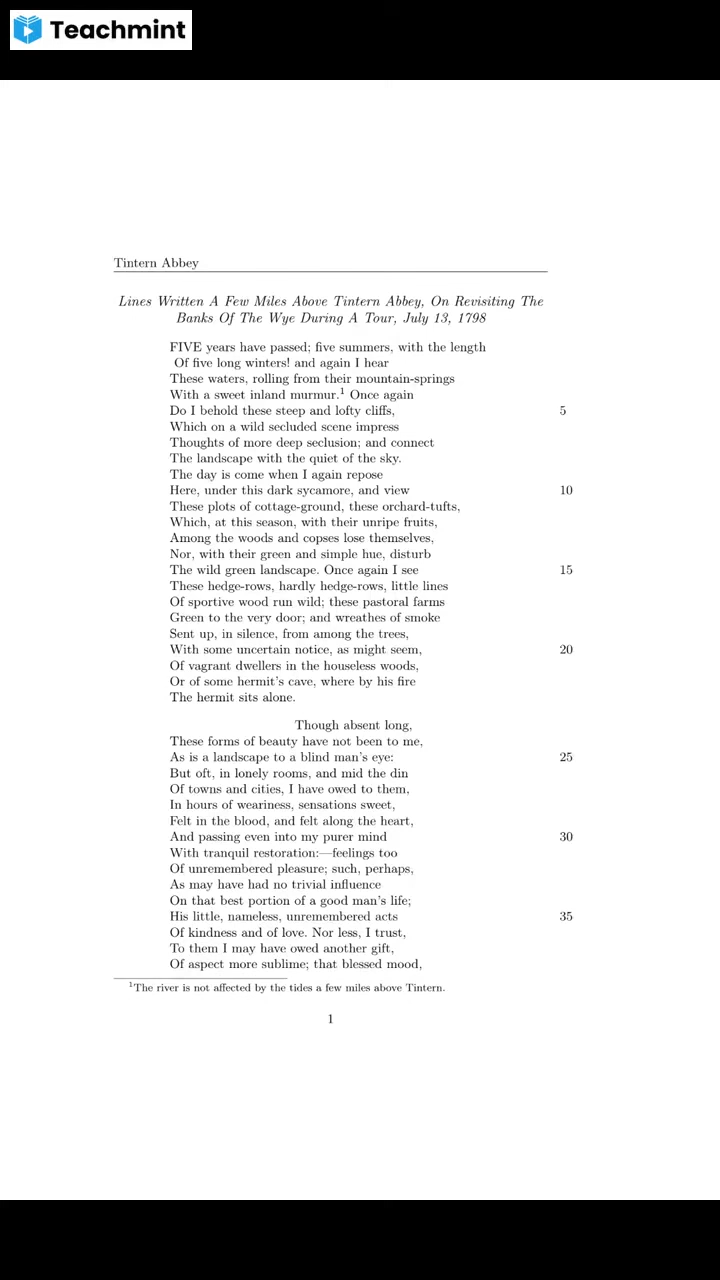 Teachmint
Tintern Abbey
Lines Written A Few Miles Above Tintern Abbey, On Revisiting The
Banks Of The Wye During A Tour, July 13, 1798
FIVE years have passed; five summers, with the length
Of five long winters! and again I hear
These waters, rolling from their mountain-springs
With a sweet inland murmur.¹ Once again
Do I behold these steep and lofty cliffs, 5
Which on a wild secluded scene impress
Thoughts of more deep seclusion; and connect
The landscape with the quiet of the sky.
The day is come when I again repose
Here, under this dark sycamore, and view 10
These plots of cottage-ground, these orchard-tufts,
Which, at this season, with their unripe fruits,
Among the woods and copses lose themselves,
Nor, with their green and simple hue, disturb
The wild green landscape. Once again I see 15
These hedge-rows, hardly hedge-rows, little lines
Of sportive wood run wild; these pastoral farms
Green to the very door; and wreathes of smoke
Sent up, in silence, from among the trees,
With some uncertain notice, as might seem, 20
Of vagrant dwellers in the houseless woods,
Or of some hermit's cave, where by his fire
The hermit sits alone.
Though absent long,
These forms of beauty have not been to me,
As is a landscape to a blind man's eye: 25
But oft, in lonely rooms, and mid the din
Of towns and cities, I have owed to them,
In hours of weariness, sensations sweet,
Felt in the blood, and felt along the heart,
And passing even into my purer mind 30
With tranquil restoration:—feelings too
Of unremembered pleasure; such, perhaps,
As may have had no trivial influence
On that best portion of a good man's life;
His little, nameless, unremembered acts 35
Of kindness and of love. Nor less, I trust,
To them I may have owed another gift,
Of aspect more sublime; that blessed mood,
¹The river is not affected by the tides a few miles above Tintern.
1